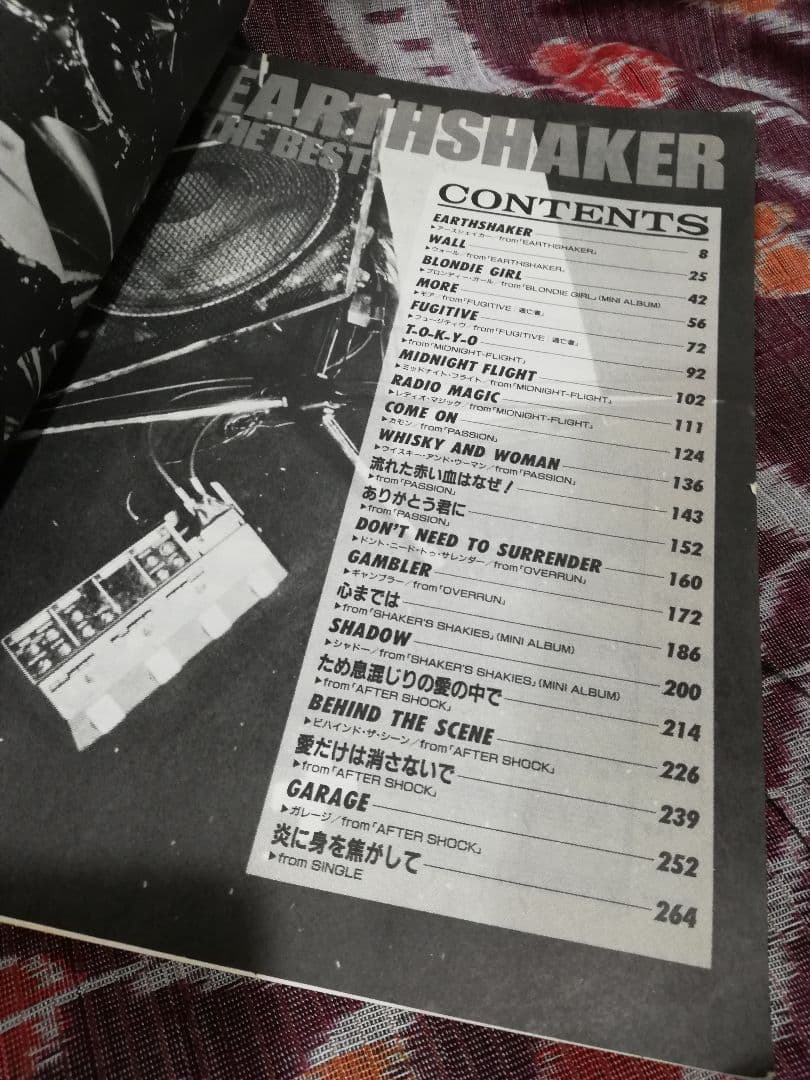 EARTHSHAKER
THE BEST
CONTENTS
EARTHSHAKER 8
▶アースシェイカー/from「EARTHSHAKER」
WALL 25
▶ウォール/from「EARTHSHAKER」
BLONDIE GIRL 42
▶ブロンディー・ガール/from「BLONDIE GIRL」(MINI ALBUM)
MORE 56
▶モア/from「FUGITIVE:逃亡者」
FUGITIVE 72
▶フュージティヴ/from「FUGITIVE:逃亡者」
T-O-K-Y-O 92
▶from「MIDNIGHT-FLIGHT」
MIDNIGHT FLIGHT 102
▶ミッドナイト・フライト/from「MIDNIGHT-FLIGHT」
RADIO MAGIC 111
▶レディオ・マジック/from「MIDNIGHT-FLIGHT」
COME ON 124
▶カモン/from「PASSION」
WHISKY AND WOMAN 136
▶ウイスキー・アンド・ウーマン/from「PASSION」
流れた赤い血はなぜ! 143
▶from「PASSION」
ありがとう君に 152
▶from「PASSION」
DON'T NEED TO SURRENDER 160
▶ドント・ニード・トゥ・サレンダー/from「OVERRUN」
GAMBLER 172
▶ギャンブラー/from「OVERRUN」
心までは 186
▶from「SHAKER'S SHAKIES」(MINI ALBUM)
SHADOW 200
▶シャドー/from「SHAKER'S SHAKIES」(MINI ALBUM)
ため息混じりの愛の中で 214
▶from「AFTER SHOCK」
BEHIND THE SCENE 226
▶ビハインド・ザ・シーン/from「AFTER SHOCK」
愛だけは消さないで 239
▶from「AFTER SHOCK」
GARAGE 252
▶ガレージ/from「AFTER SHOCK」
炎に身を焦がして 264
▶from SINGLE